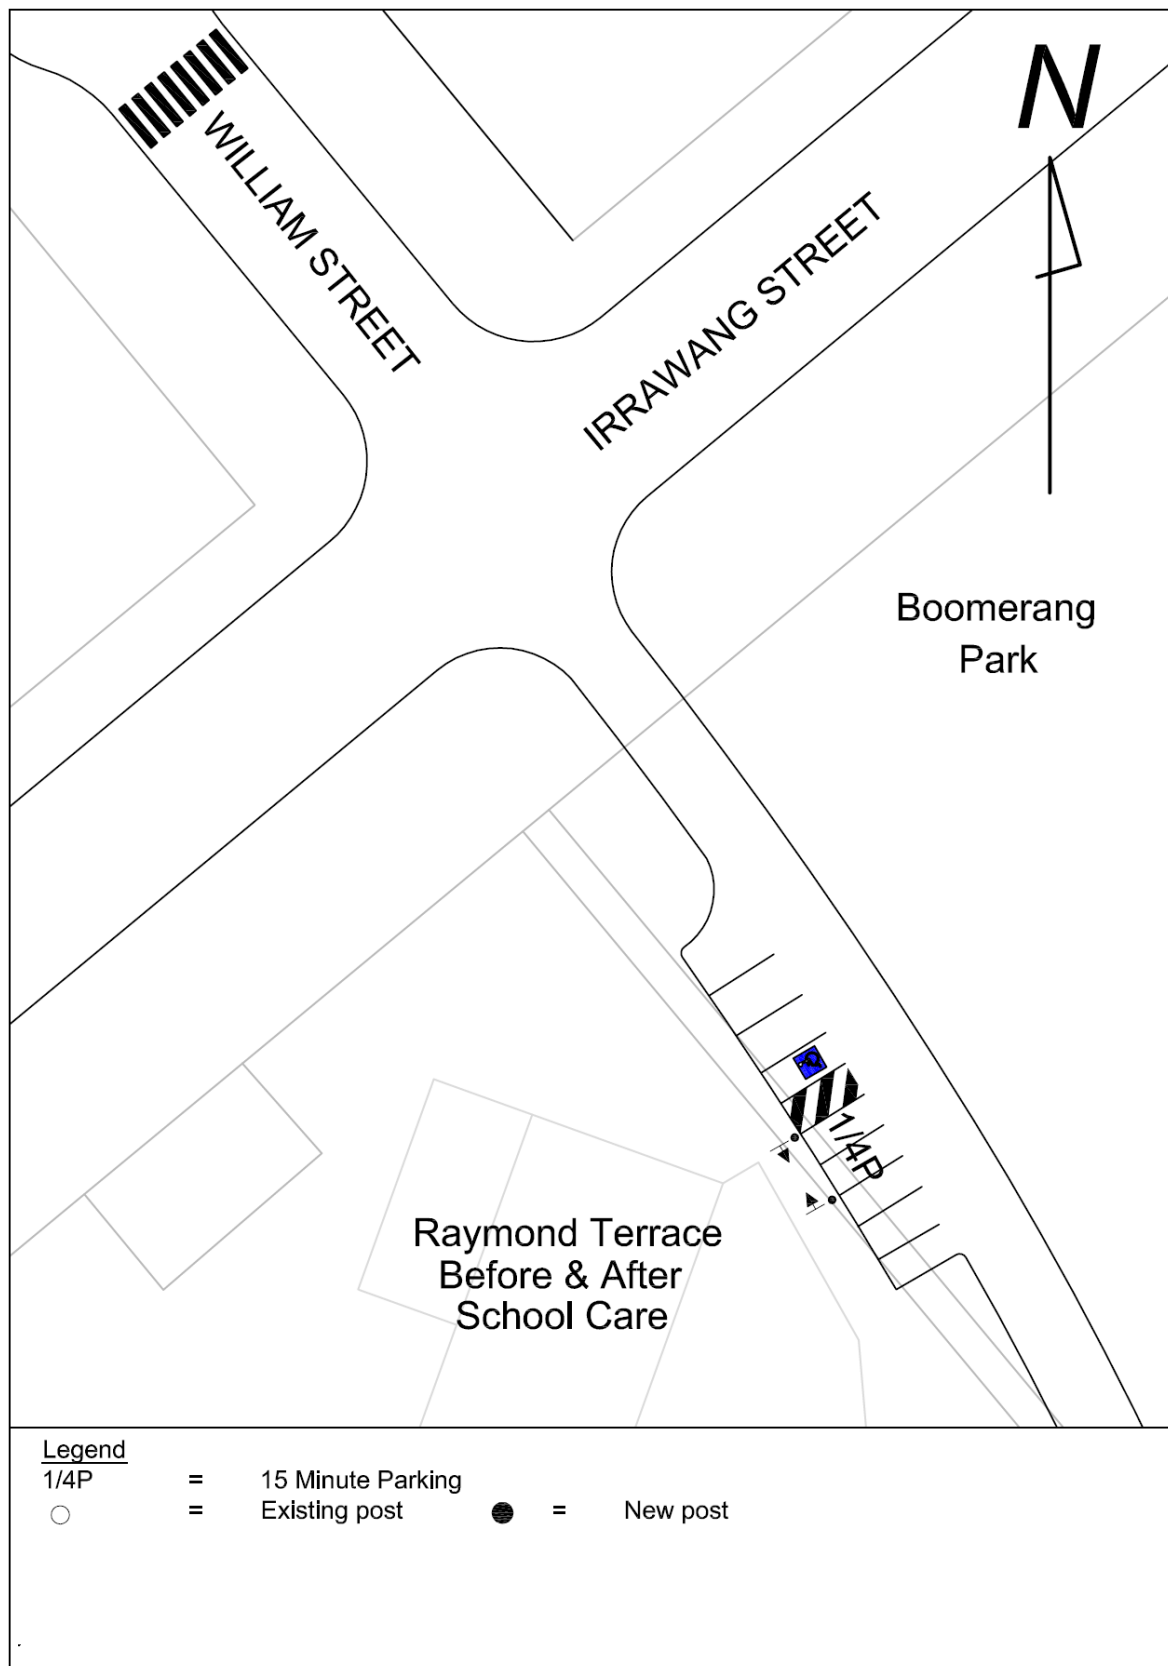 N
WILLIAM STREET
IRRAWANG STREET
Boomerang
Park
1/4P
Raymond Terrace
Before & After
School Care
Legend
1/4P = 15 Minute Parking
= Existing post = New post